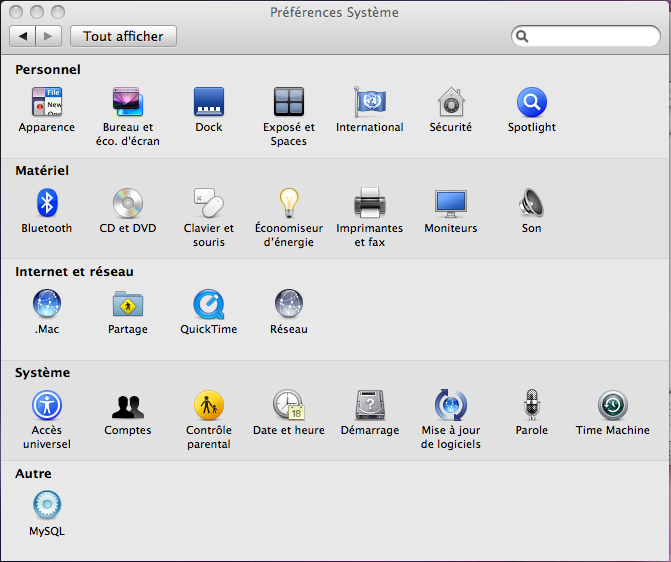 Préférences Système
Tout afficher
Personnel
File
New
Apparence
Bureau et
éco. d'écran
Dock
Exposé et
Spaces
International
Sécurité
Spotlight
Matériel
Bluetooth
CD et DVD
Clavier et
souris
Économiseur
d'énergie
Imprimantes
et fax
Moniteurs
Son
Internet et réseau
.Mac
Partage
QuickTime
Réseau
Système
18
?
Accès
universel
Comptes
Contrôle
parental
Date et heure
Démarrage
Mise à jour
de logiciels
Parole
Time Machine
Autre
MySQL